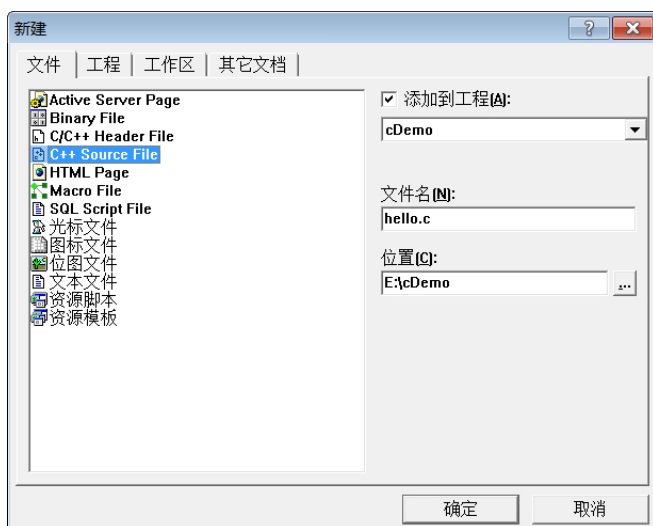 新建
文件 工程 工作区 其它文档
Active Server Page
Binary File
C/C++ Header File
C++ Source File
HTML Page
Macro File
SQL Script File
光标文件
图标文件
位图文件
文本文件
资源脚本
资源模板
添加到工程(A):
cDemo
文件名(N):
hello.c
位置(C):
E:\cDemo
...
确定 取消